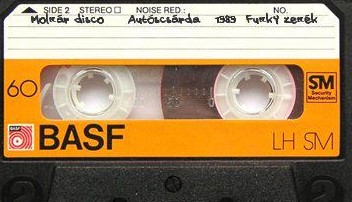 SIDE 2 STEREO NOISE RED.: NO.
Molnár disco Autóscsárda 1989 Funky zenék
60
SM
Security
Mechanism
BASF
BASF LH SM